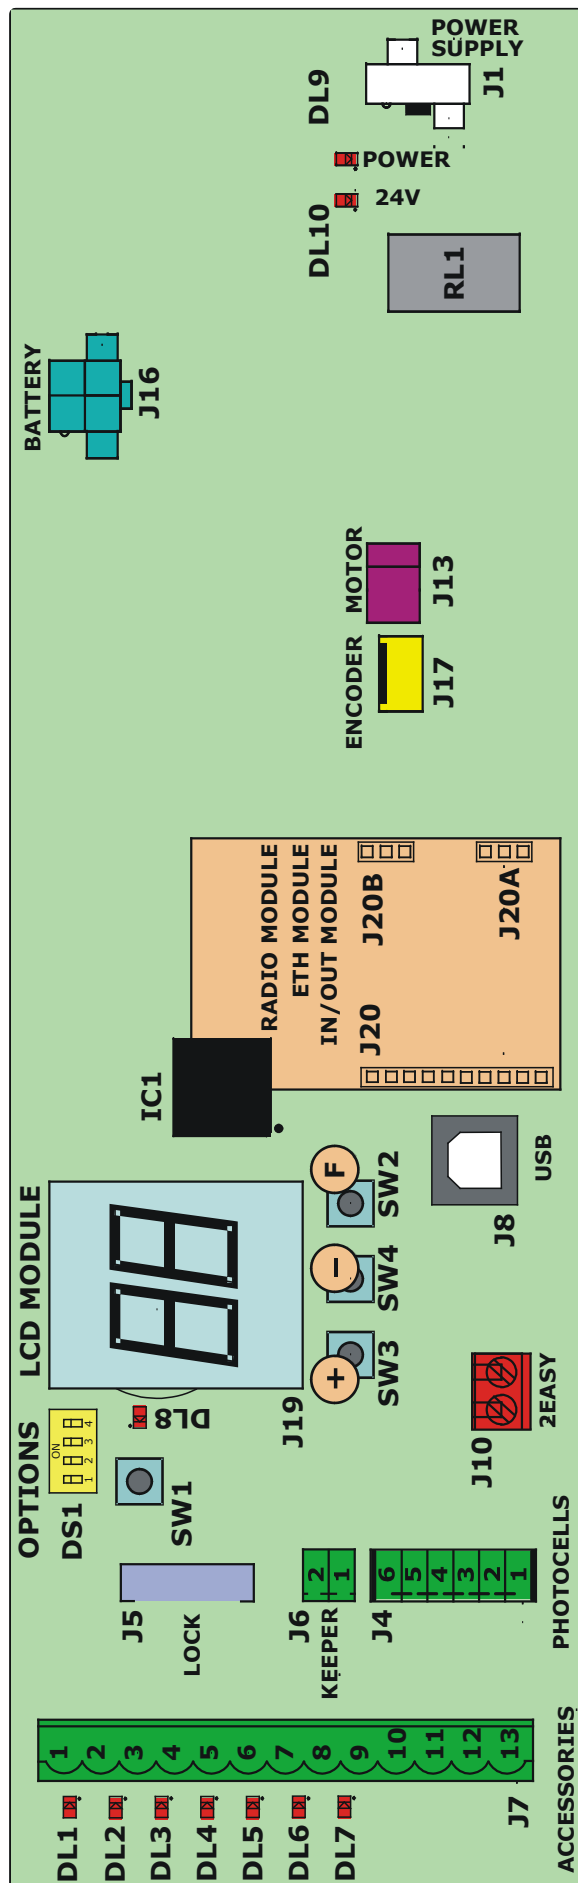 POWER
SUPPLY
J1
DL9
POWER
24V
DL10
RL1
BATTERY
J16
MOTOR
J13
ENCODER
J17
RADIO MODULE
ETH MODULE
IN/OUT MODULE
J20B
J20A
J20
IC1
LCD MODULE
F
SW2
-
SW4
+
SW3
J8
USB
J19
DL8
OPTIONS
ON
1 2 3 4
DS1
SW1
J10
2EASY
J5
LOCK
2 1
J6
KEEPER
6 5 4 3 2 1
J4
PHOTOCELLS
1 2 3 4 5 6 7 8 9 10 11 12 13
J7
ACCESSORIES
DL1
DL2
DL3
DL4
DL5
DL6
DL7